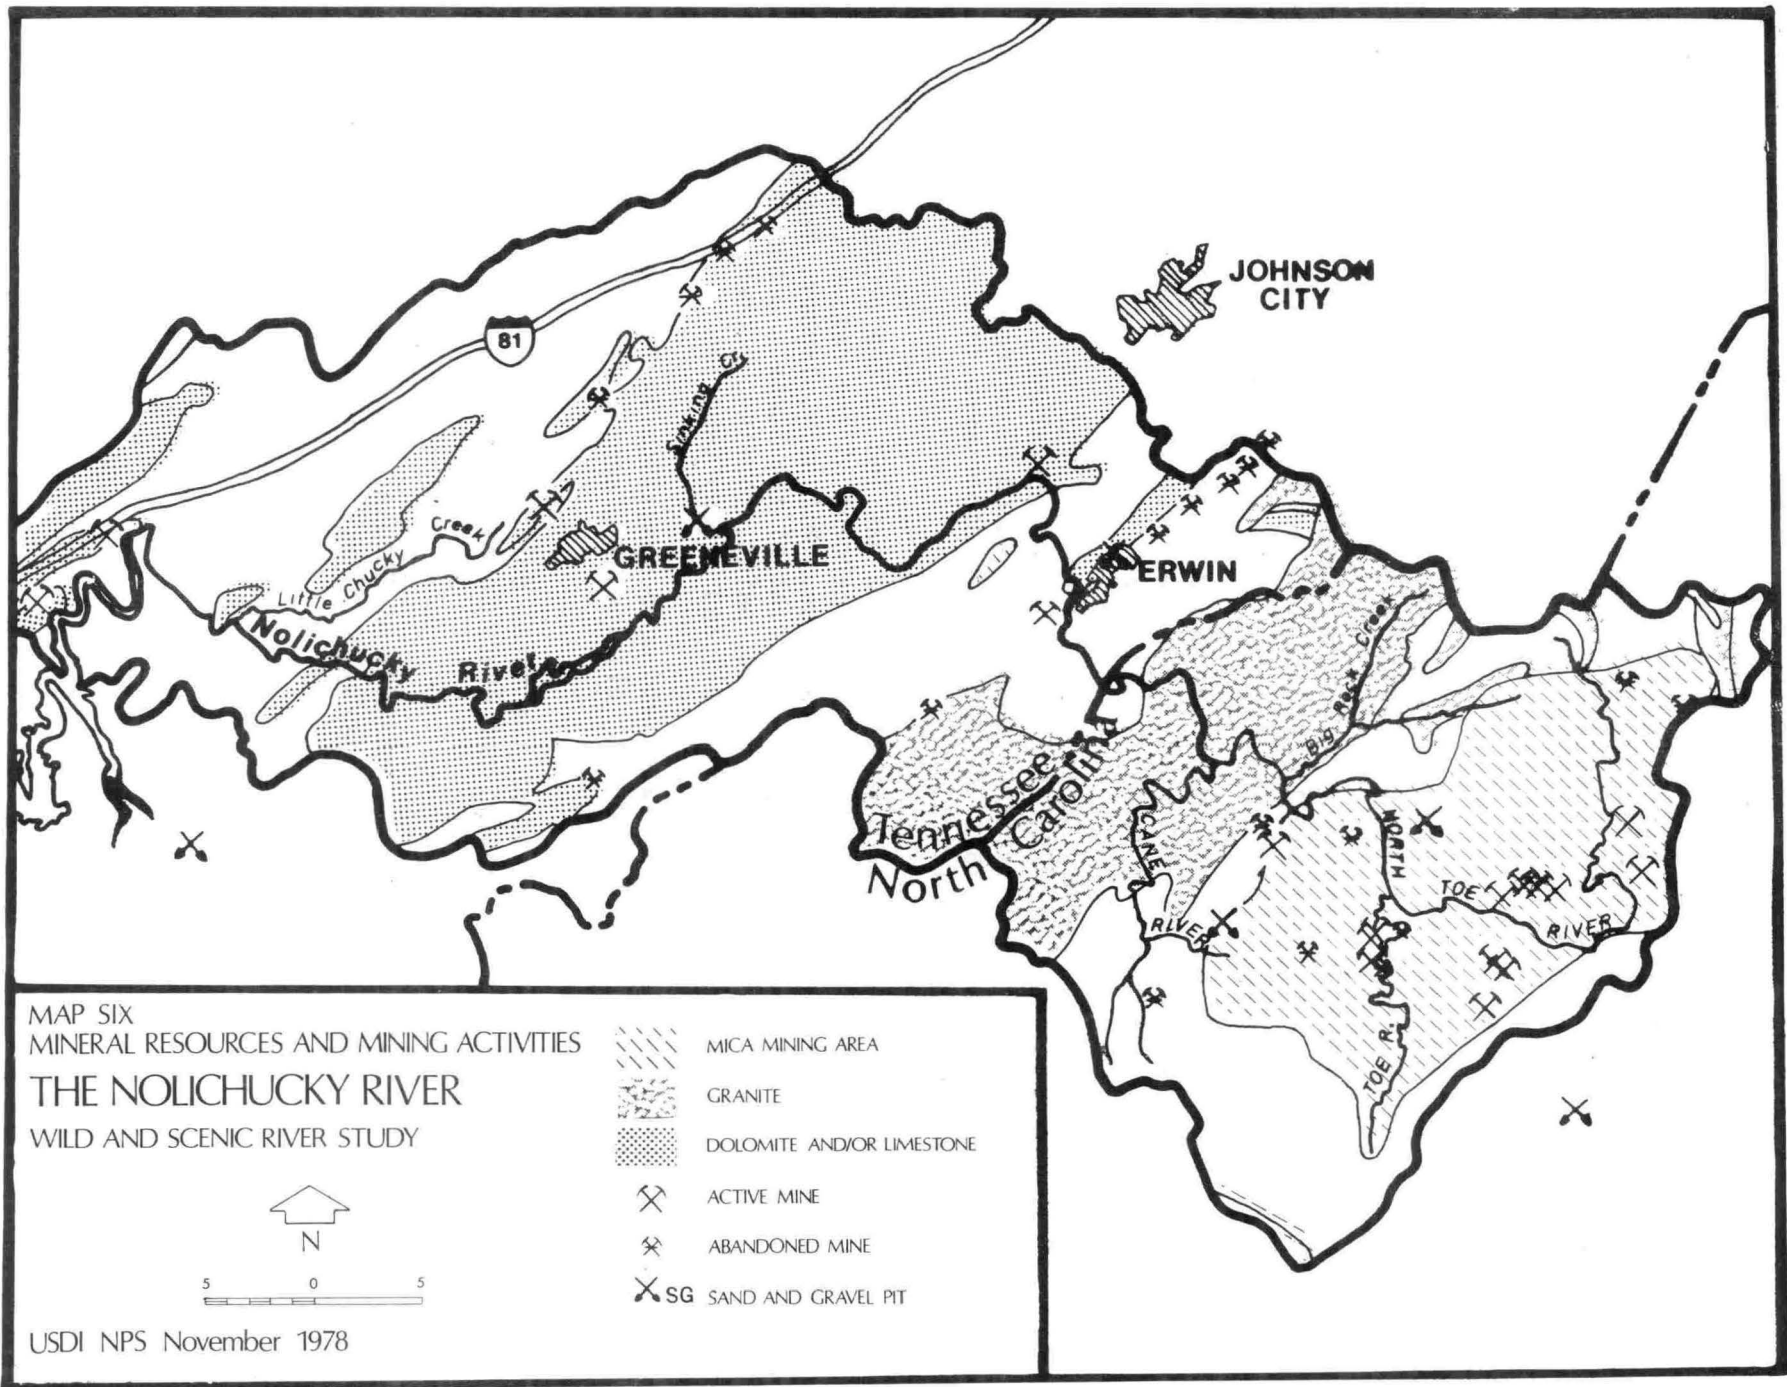 JOHNSON
CITY
81
Sinking Cr.
Creek
Little Chucky
GREENEVILLE
ERWIN
Nolichucky
River
Big Rock Creek
Tennessee
North Carolina
CANE
RIVER
NORTH
TOE
RIVER
TOE R.
MAP SIX
MINERAL RESOURCES AND MINING ACTIVITIES
THE NOLICHUCKY RIVER
WILD AND SCENIC RIVER STUDY
N
5 0 5
USDI NPS November 1978
MICA MINING AREA
GRANITE
DOLOMITE AND/OR LIMESTONE
ACTIVE MINE
ABANDONED MINE
SG SAND AND GRAVEL PIT